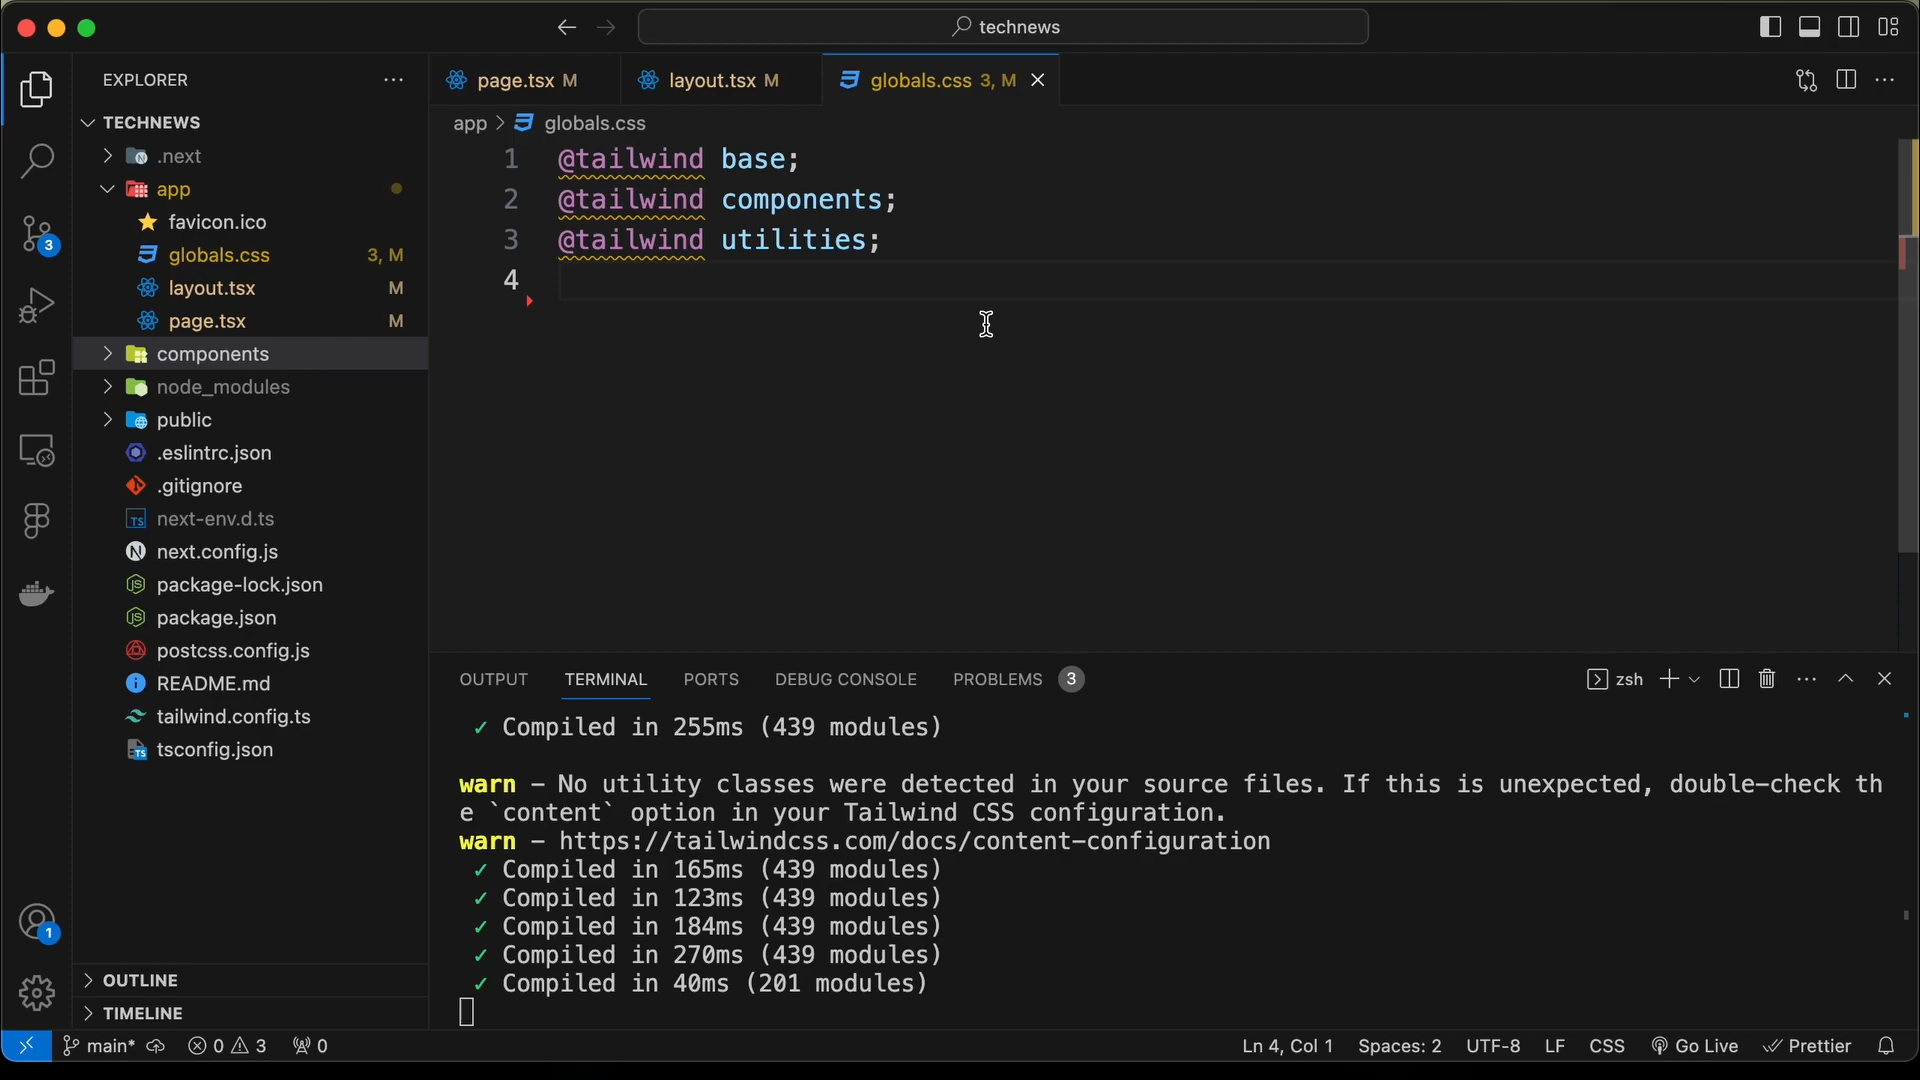 technews
EXPLORER
TECHNEWS
.next
app
favicon.ico
globals.css 3, M
layout.tsx M
page.tsx M
components
node_modules
public
.eslintrc.json
.gitignore
next-env.d.ts
next.config.js
package-lock.json
package.json
postcss.config.js
README.md
tailwind.config.ts
tsconfig.json
OUTLINE
TIMELINE
3
1
page.tsx M
layout.tsx M
globals.css 3, M
app > globals.css
1 @tailwind base;
2 @tailwind components;
3 @tailwind utilities;
4
OUTPUT TERMINAL PORTS DEBUG CONSOLE PROBLEMS 3
zsh
✓ Compiled in 255ms (439 modules)
warn - No utility classes were detected in your source files. If this is unexpected, double-check th
e `content` option in your Tailwind CSS configuration.
warn - https://tailwindcss.com/docs/content-configuration
✓ Compiled in 165ms (439 modules)
✓ Compiled in 123ms (439 modules)
✓ Compiled in 184ms (439 modules)
✓ Compiled in 270ms (439 modules)
✓ Compiled in 40ms (201 modules)
main* 0 3 0 Ln 4, Col 1 Spaces: 2 UTF-8 LF CSS Go Live Prettier